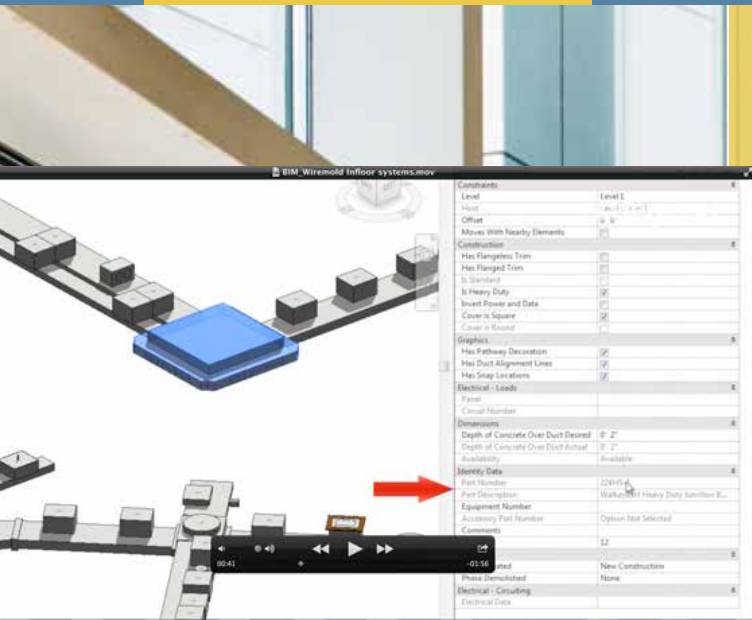 BIM_Wiremold Infloor systems.mov
Constraints
Level Level 1
Host
Offset
Moves With Nearby Elements
Construction
Has Flangeless Trim
Has Flanged Trim
Is Standard
Is Heavy Duty
Invert Power and Data
Cover is Square
Cover is Round
Graphics
Has Pathway Decoration
Has Duct Alignment Lines
Has Snap Locations
Electrical - Loads
Panel
Circuit Number
Dimensions
Depth of Concrete Over Duct Desired 0' 2"
Depth of Concrete Over Duct Actual 0' 2"
Availability Available
Identity Data
Part Number
Part Description Walkerduct Heavy Duty Junction B...
Equipment Number
Accessory Part Number Option Not Selected
Comments
12
New Construction
Phase Demolished None
Electrical - Circuiting
Electrical Data
00:41 -01:56